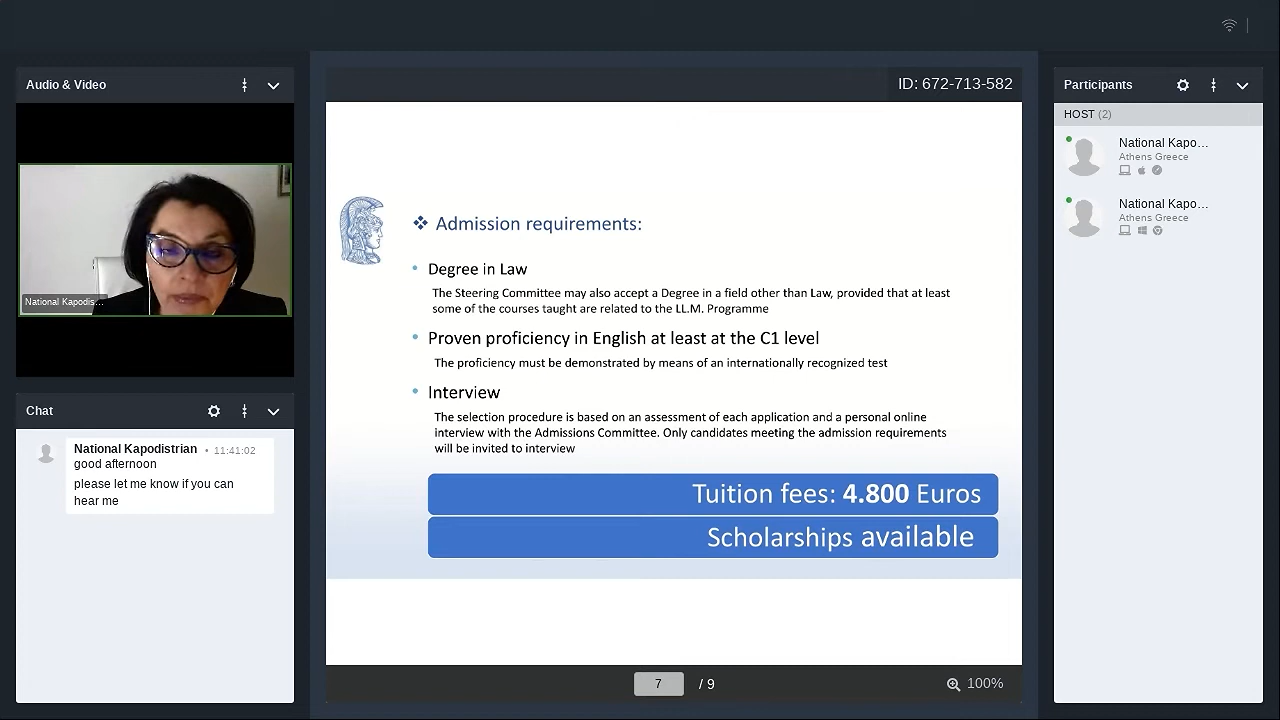 Audio & Video
National Kapodis...
Chat
National Kapodistrian • 11:41:02
good afternoon
please let me know if you can
hear me
ID: 672-713-582
❖ Admission requirements:
• Degree in Law
The Steering Committee may also accept a Degree in a field other than Law, provided that at least
some of the courses taught are related to the LL.M. Programme
• Proven proficiency in English at least at the C1 level
The proficiency must be demonstrated by means of an internationally recognized test
• Interview
The selection procedure is based on an assessment of each application and a personal online
interview with the Admissions Committee. Only candidates meeting the admission requirements
will be invited to interview
Tuition fees: 4.800 Euros
Scholarships available
7 / 9
100%
Participants
HOST (2)
National Kapo...
Athens Greece
National Kapo...
Athens Greece